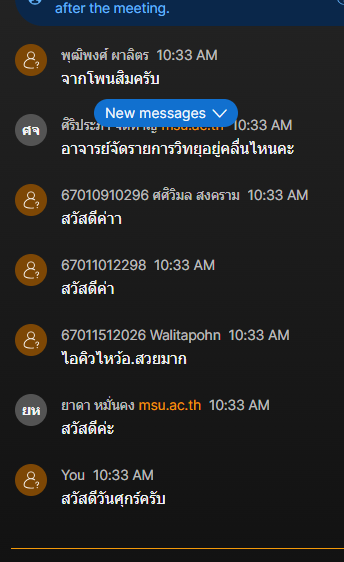 after the meeting.
พุฒิพงศ์ ผาลิดร 10:33 AM
จากโพนสิมครับ
New messages
msu.ac.th 10:33 AM
ศจ
อาจารย์จัดรายการวิทยุอยู่คลื่นไหนคะ
67010910296 ศศิวิมล สงคราม 10:33 AM
สวัสดีค่าา
67011012298 10:33 AM
สวัสดีค่า
67011512026 Walitapohn 10:33 AM
ไอคิวไหว้อ.สวยมาก
ยห
ยาดา หมั่นคง msu.ac.th 10:33 AM
สวัสดีค่ะ
You 10:33 AM
สวัสดีวันศุกร์ครับ